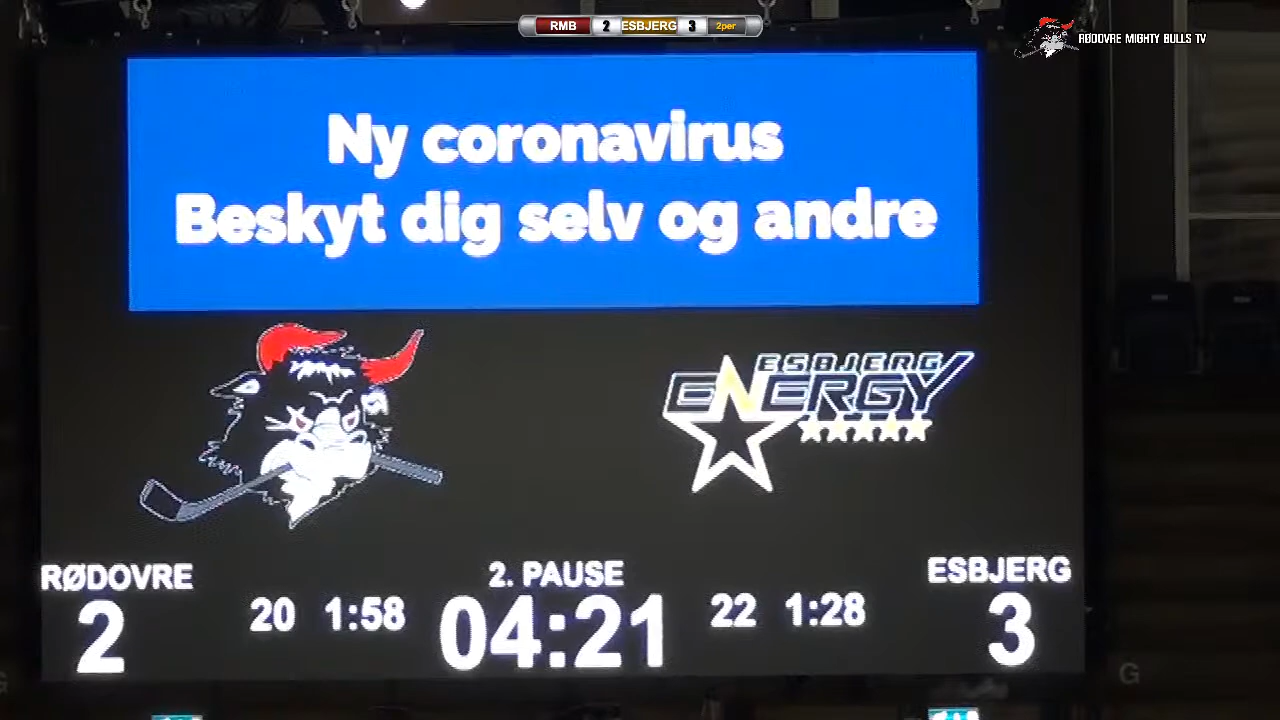 RMB 2 ESBJERG 3 2per
RØDOVRE MIGHTY BULLS TV
Ny coronavirus
Beskyt dig selv og andre
ESBJERG
ENERGY
RØDOVRE 2. PAUSE ESBJERG
2 20 1:58 04:21 22 1:28 3
G